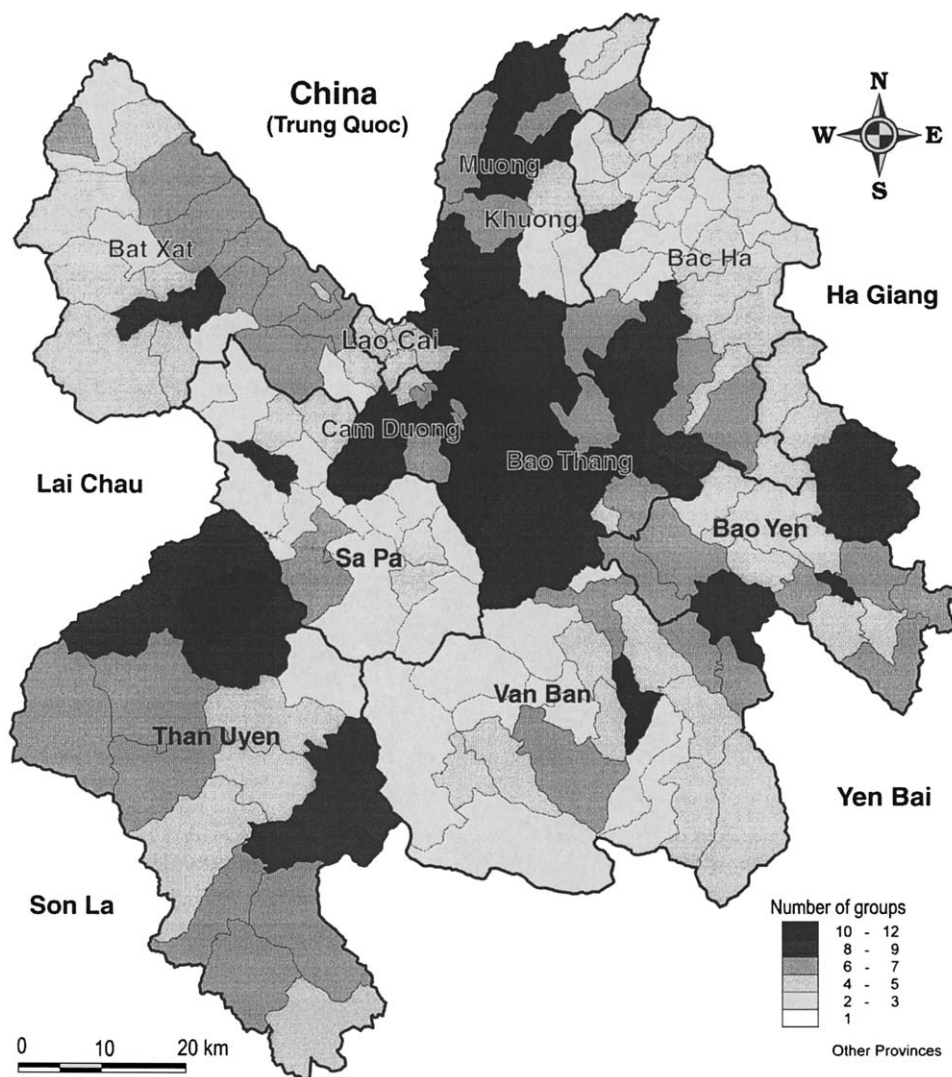 China
(Trung Quoc)
N
W E
S
Muong
Khuong
Bat Xat
Bac Ha
Ha Giang
Lao Cai
Cam Duong
Bao Thang
Lai Chau
Bao Yen
Sa Pa
Van Ban
Than Uyen
Yen Bai
Son La
Number of groups
10 - 12
8 - 9
6 - 7
4 - 5
2 - 3
1
0 10 20 km
Other Provinces